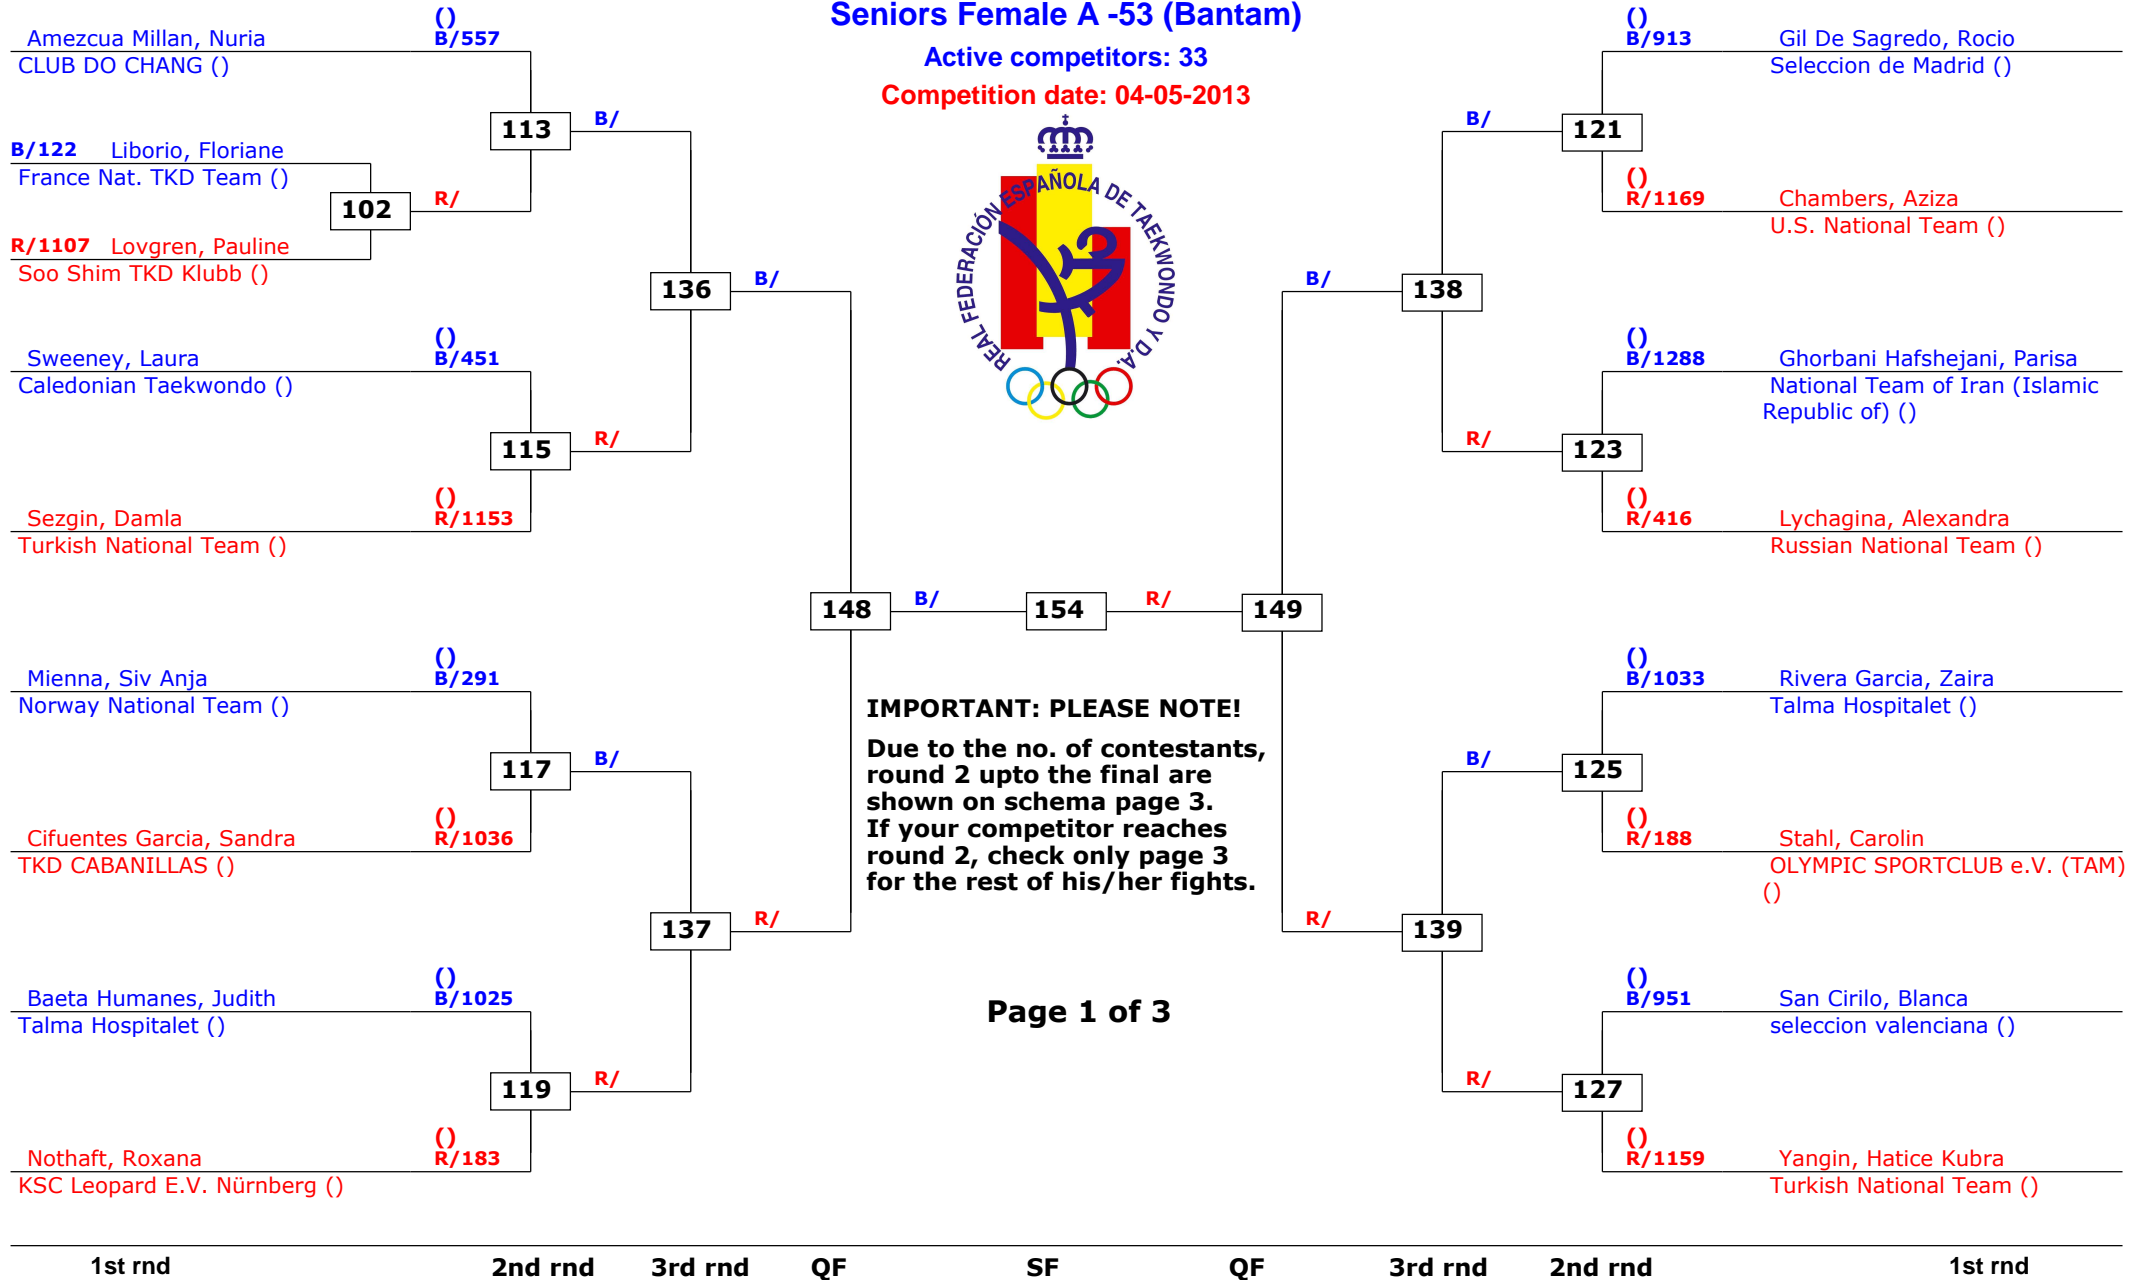 Seniors Female A -53 (Bantam)
Active competitors: 33
Competition date: 04-05-2013
REAL FEDERACIÓN ESPAÑOLA DE TAEKWONDO Y D.A.
()
Amezcua Millan, Nuria B/557
CLUB DO CHANG ()
113
B/
B/122 Liborio, Floriane
France Nat. TKD Team ()
102
R/
R/1107 Lovgren, Pauline
Soo Shim TKD Klubb ()
136
B/
()
Sweeney, Laura B/451
Caledonian Taekwondo ()
115
R/
()
Sezgin, Damla R/1153
Turkish National Team ()
148
B/
154
R/
149
()
Mienna, Siv Anja B/291
Norway National Team ()
117
B/
()
Cifuentes Garcia, Sandra R/1036
TKD CABANILLAS ()
137
R/
()
Baeta Humanes, Judith B/1025
Talma Hospitalet ()
119
R/
()
Nothaft, Roxana R/183
KSC Leopard E.V. Nürnberg ()
IMPORTANT: PLEASE NOTE!
Due to the no. of contestants,
round 2 upto the final are
shown on schema page 3.
If your competitor reaches
round 2, check only page 3
for the rest of his/her fights.
Page 1 of 3
()
B/913 Gil De Sagredo, Rocio
Seleccion de Madrid ()
B/
121
()
R/1169 Chambers, Aziza
U.S. National Team ()
B/
138
()
B/1288 Ghorbani Hafshejani, Parisa
National Team of Iran (Islamic
Republic of) ()
R/
123
()
R/416 Lychagina, Alexandra
Russian National Team ()
()
B/1033 Rivera Garcia, Zaira
Talma Hospitalet ()
B/
125
()
R/188 Stahl, Carolin
OLYMPIC SPORTCLUB e.V. (TAM)
()
R/
139
()
B/951 San Cirilo, Blanca
seleccion valenciana ()
R/
127
()
R/1159 Yangin, Hatice Kubra
Turkish National Team ()
1st rnd 2nd rnd 3rd rnd QF SF QF 3rd rnd 2nd rnd 1st rnd